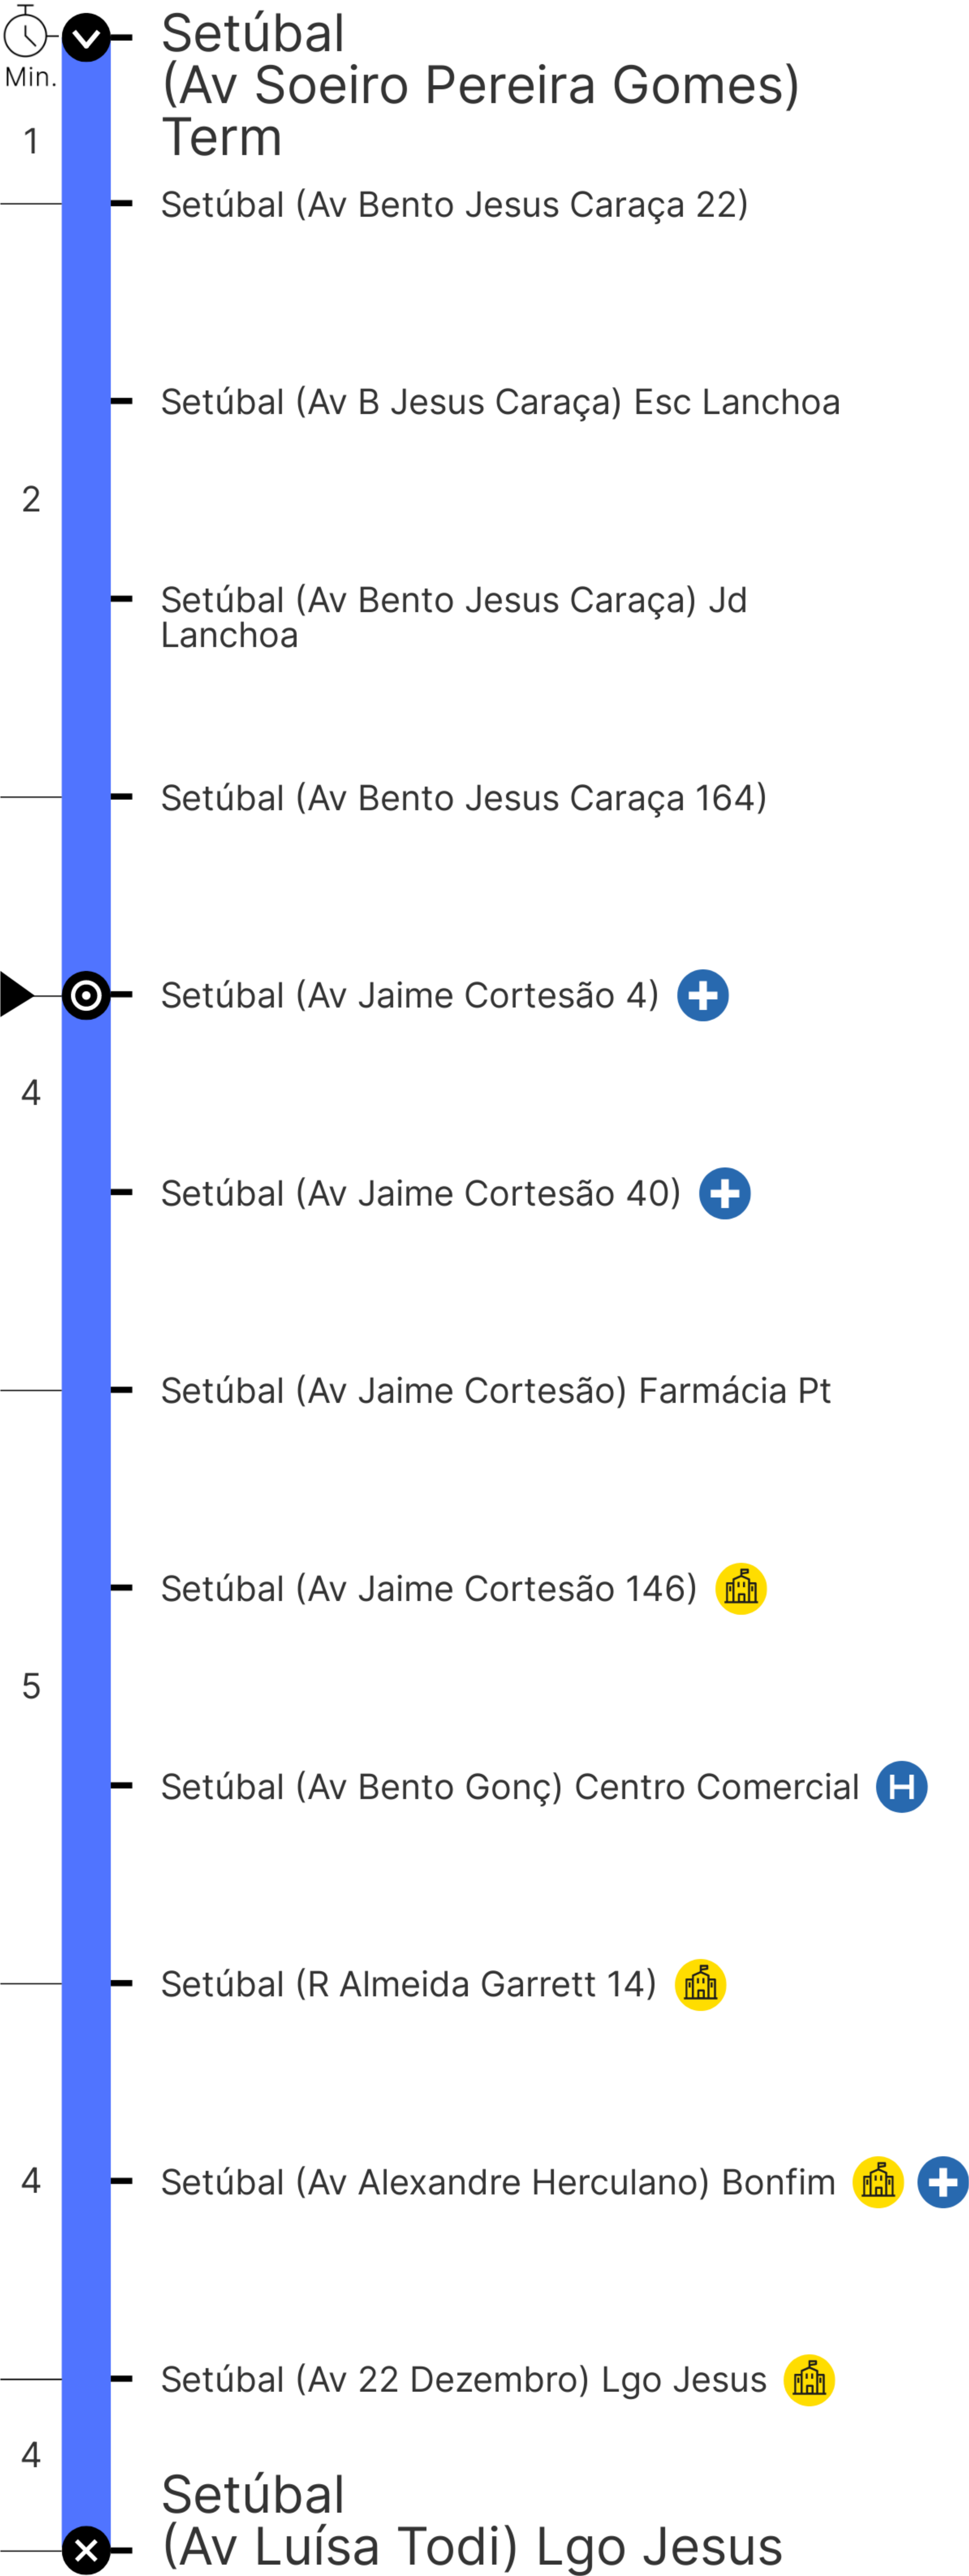 Setúbal
(Av Soeiro Pereira Gomes)
Term
Min.
1
Setúbal (Av Bento Jesus Caraça 22)
Setúbal (Av B Jesus Caraça) Esc Lanchoa
2
Setúbal (Av Bento Jesus Caraça) Jd
Lanchoa
Setúbal (Av Bento Jesus Caraça 164)
Setúbal (Av Jaime Cortesão 4)
4
Setúbal (Av Jaime Cortesão 40)
Setúbal (Av Jaime Cortesão) Farmácia Pt
Setúbal (Av Jaime Cortesão 146)
5
Setúbal (Av Bento Gonç) Centro Comercial H
Setúbal (R Almeida Garrett 14)
4 Setúbal (Av Alexandre Herculano) Bonfim
Setúbal (Av 22 Dezembro) Lgo Jesus
4
Setúbal
(Av Luísa Todi) Lgo Jesus